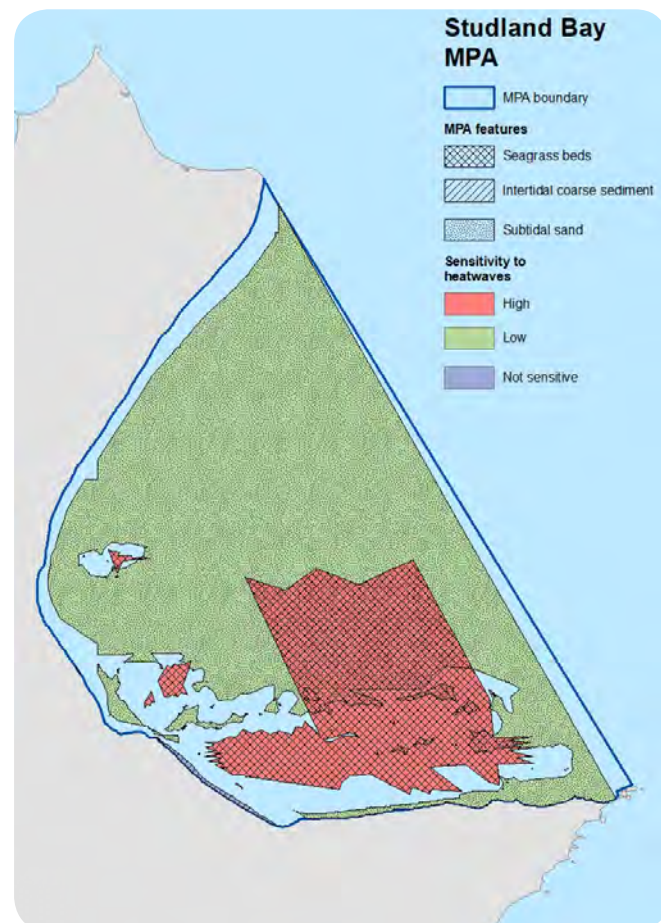 Studland Bay
MPA
MPA boundary
MPA features
Seagrass beds
Intertidal coarse sediment
Subtidal sand
Sensitivity to
heatwaves
High
Low
Not sensitive